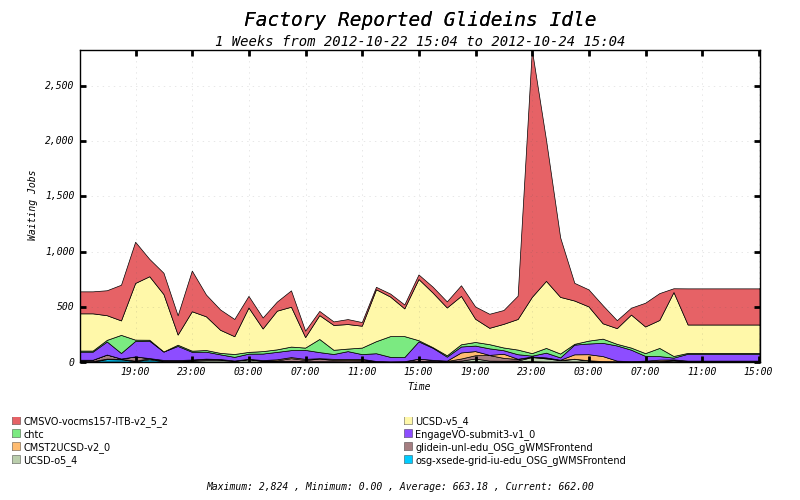 Factory Reported Glideins Idle
1 Weeks from 2012-10-22 15:04 to 2012-10-24 15:04
2,500
2,000
1,500
1,000
500
0
Waiting Jobs
19:00 23:00 03:00 07:00 11:00 15:00 19:00 23:00 03:00 07:00 11:00 15:00
Time
CMSVO-vocms157-ITB-v2_5_2 UCSD-v5_4
chtc EngageVO-submit3-v1_0
CMST2UCSD-v2_0 glidein-unl-edu_OSG_gWMSFrontend
UCSD-o5_4 osg-xsede-grid-iu-edu_OSG_gWMSFrontend
Maximum: 2,824 , Minimum: 0.00 , Average: 663.18 , Current: 662.00